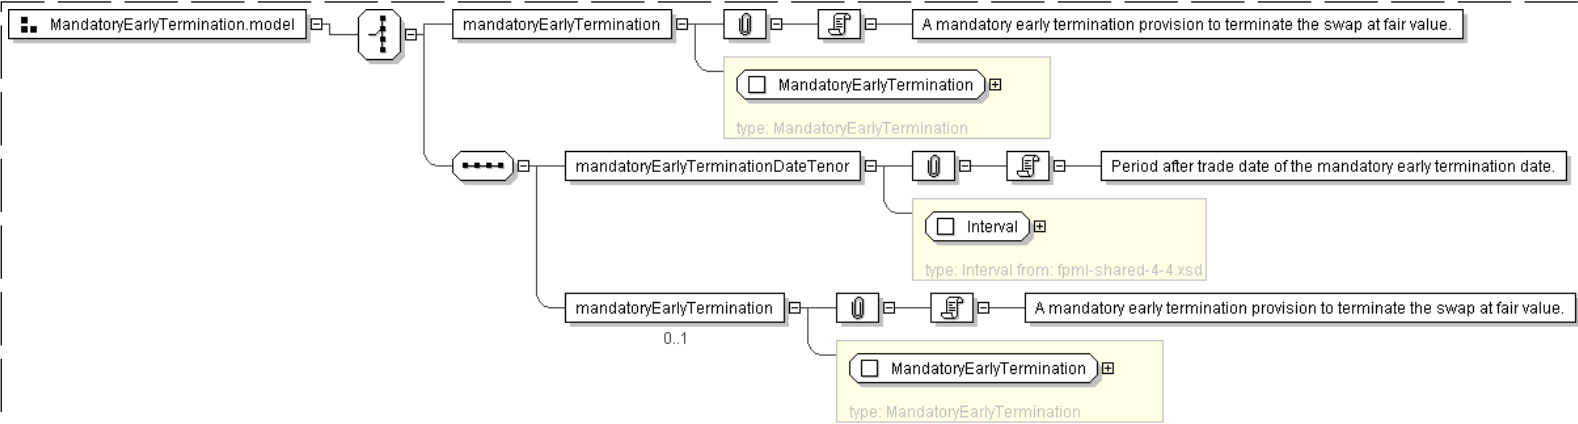 MandatoryEarlyTermination.model
mandatoryEarlyTermination
A mandatory early termination provision to terminate the swap at fair value.
MandatoryEarlyTermination
type: MandatoryEarlyTermination
mandatoryEarlyTerminationDateTenor
Period after trade date of the mandatory early termination date.
Interval
type: Interval from: fpml-shared-4-4.xsd
mandatoryEarlyTermination
0..1
A mandatory early termination provision to terminate the swap at fair value.
MandatoryEarlyTermination
type: MandatoryEarlyTermination